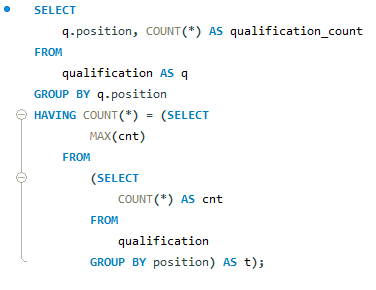 SELECT
q.position, COUNT(*) AS qualification_count
FROM
qualification AS q
GROUP BY q.position
HAVING COUNT(*) = (SELECT
MAX(cnt)
FROM
(SELECT
COUNT(*) AS cnt
FROM
qualification
GROUP BY position) AS t);